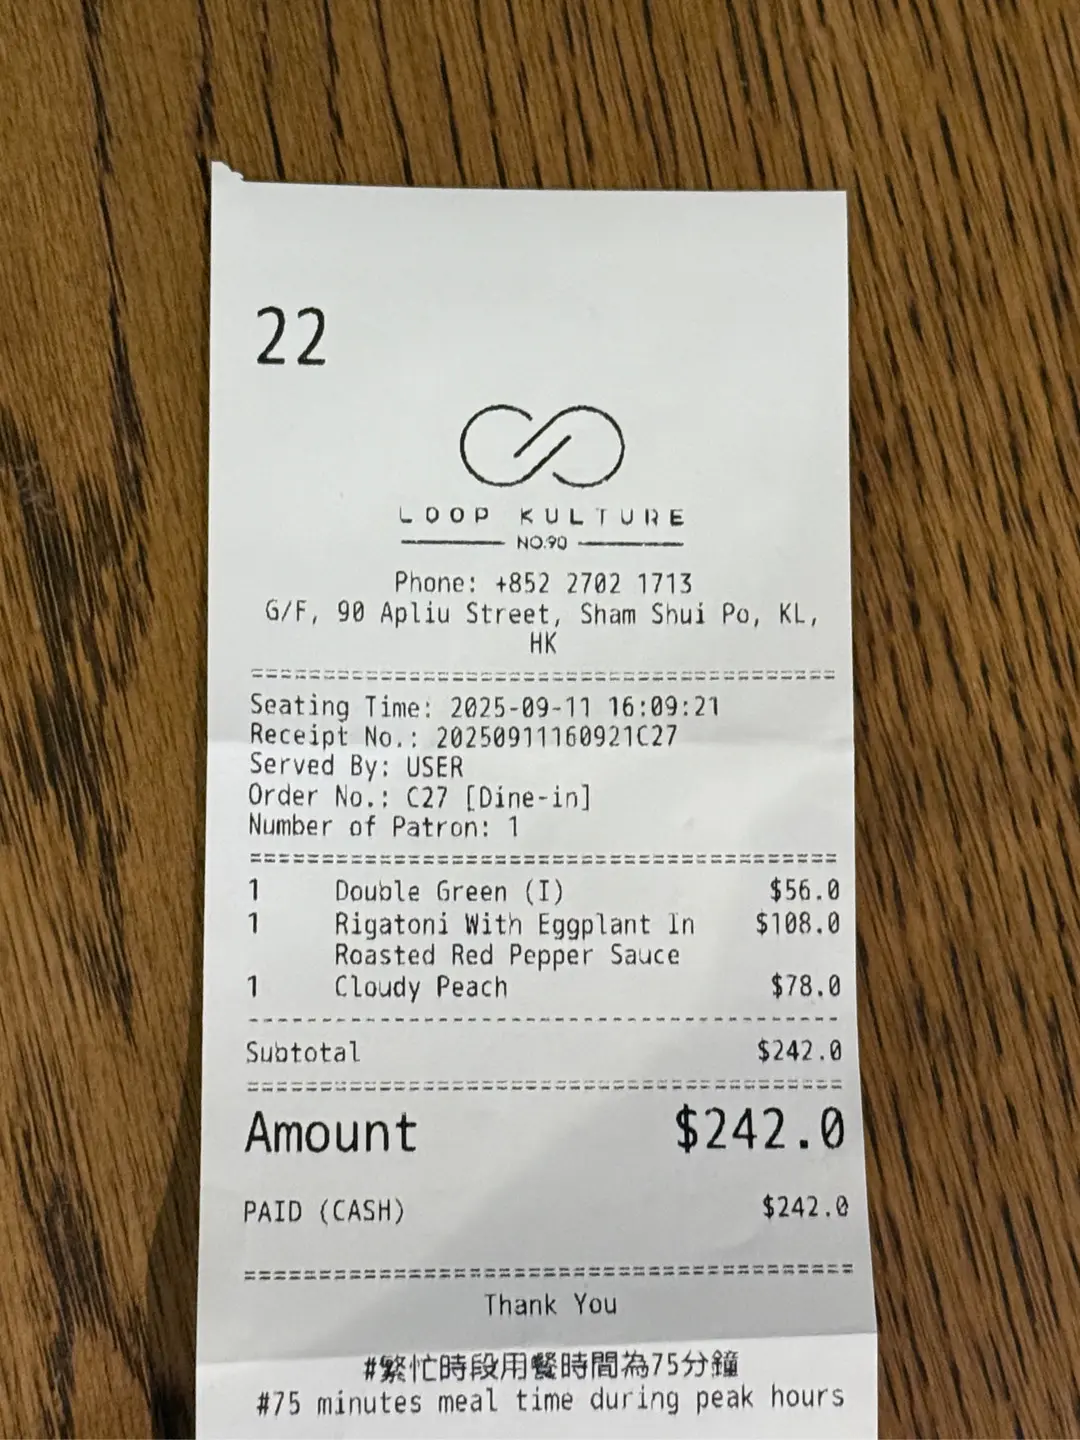 22
LOOP KULTURE
NO.90
Phone: +852 2702 1713
G/F, 90 Apliu Street, Sham Shui Po, KL,
HK
Seating Time: 2025-09-11 16:09:21
Receipt No.: 20250911160921C27
Served By: USER
Order No.: C27 [Dine-in]
Number of Patron: 1
1 Double Green (I) $56.0
1 Rigatoni With Eggplant In $108.0
Roasted Red Pepper Sauce
1 Cloudy Peach $78.0
Subtotal $242.0
Amount $242.0
PAID (CASH) $242.0
Thank You
#繁忙時段用餐時間為75分鐘
#75 minutes meal time during peak hours